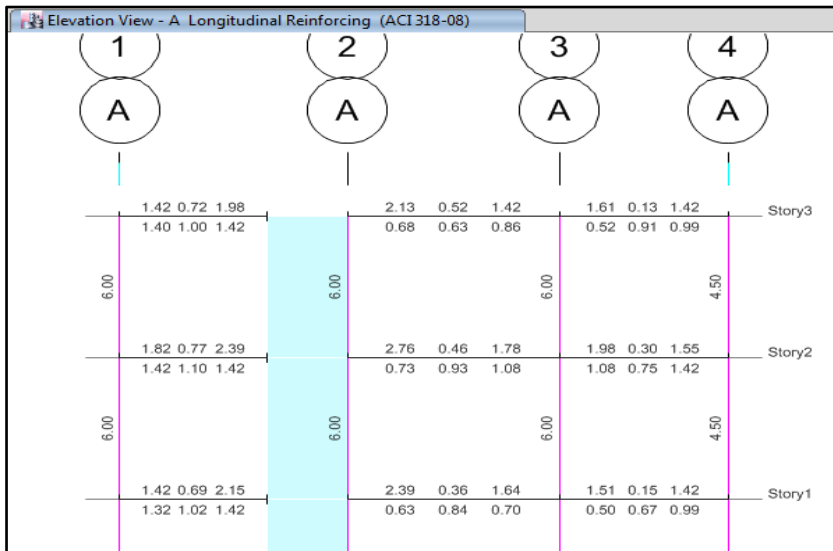 Elevation View - A Longitudinal Reinforcing (ACI 318-08)
1 2 3 4
A A A A
1.42 0.72 1.98 2.13 0.52 1.42 1.61 0.13 1.42 Story3
1.40 1.00 1.42 0.68 0.63 0.86 0.52 0.91 0.99
6.00 6.00 6.00 4.50
1.82 0.77 2.39 2.76 0.46 1.78 1.98 0.30 1.55 Story2
1.42 1.10 1.42 0.73 0.93 1.08 1.08 0.75 1.42
6.00 6.00 6.00 4.50
1.42 0.69 2.15 2.39 0.36 1.64 1.51 0.15 1.42 Story1
1.32 1.02 1.42 0.63 0.84 0.70 0.50 0.67 0.99